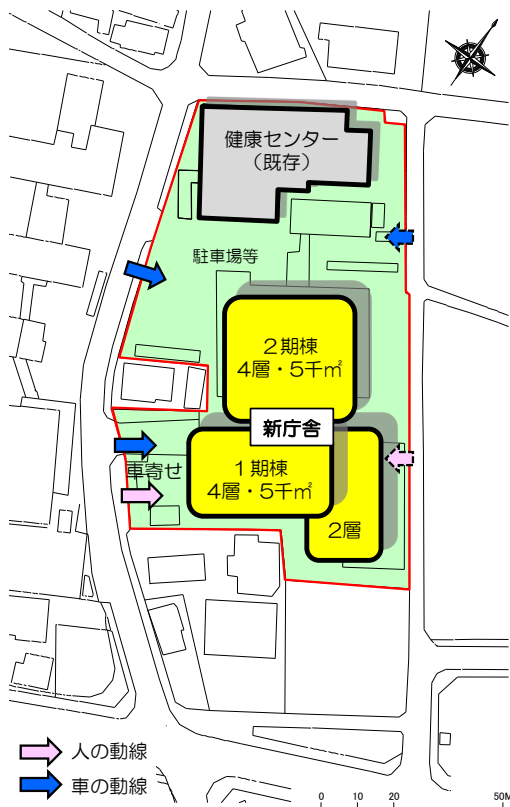 健康センター
（既存）
駐車場等
２期棟
４層・５千㎡
新庁舎
１期棟
４層・５千㎡
車寄せ
２層
人の動線
車の動線
0 10 20 50M